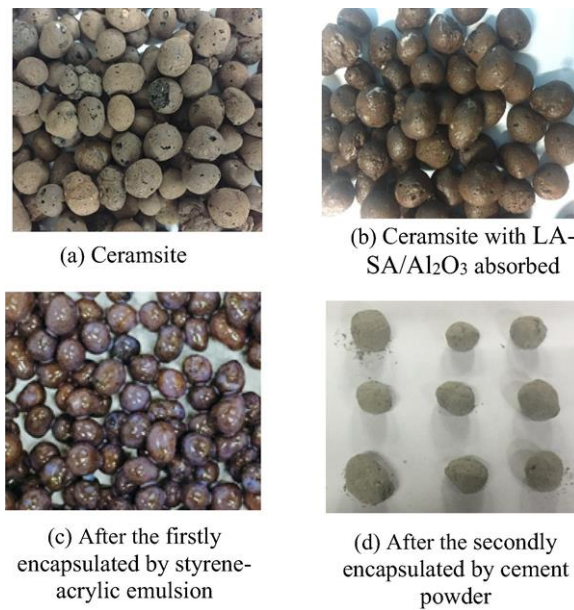 (a) Ceramsite
(b) Ceramsite with LA-
SA/Al₂O₃ absorbed
(c) After the firstly
encapsulated by styrene-
acrylic emulsion
(d) After the secondly
encapsulated by cement
powder